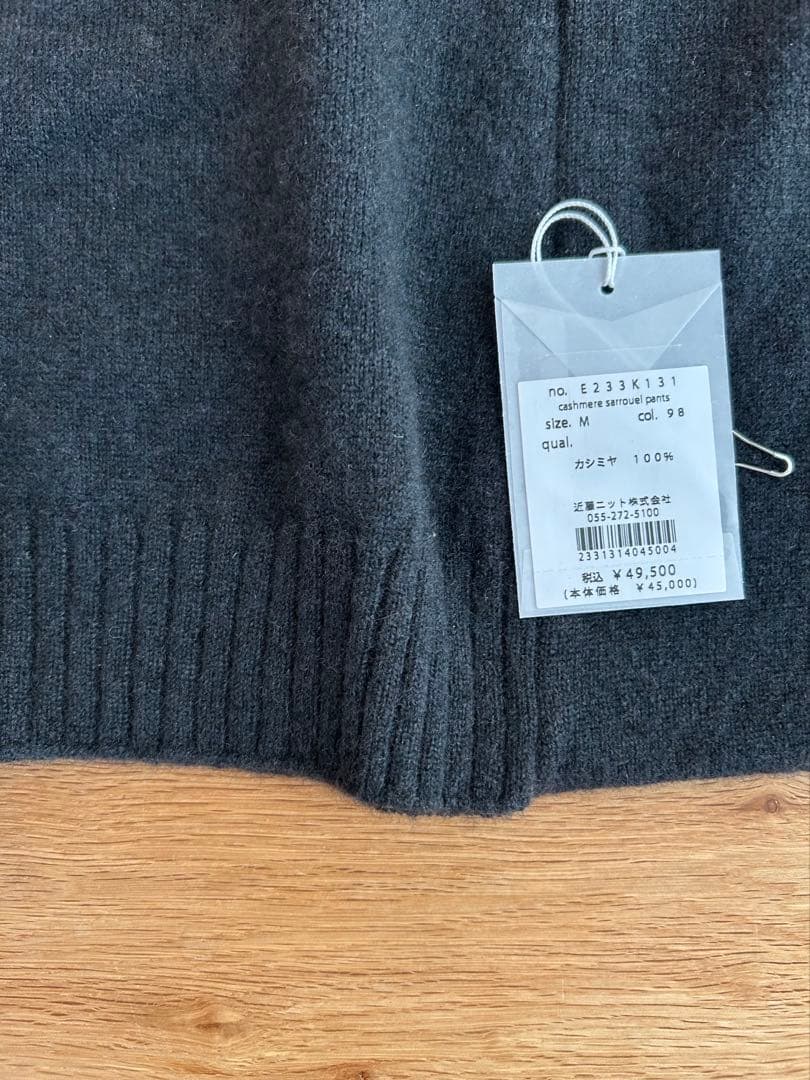 no. E233K131
cashmere sarrouel pants
size. M col. 98
qual.
カシミヤ 100%
近藤ニット株式会社
055-272-5100
2331314045004
税込 ¥49,500
(本体価格 ¥45,000)